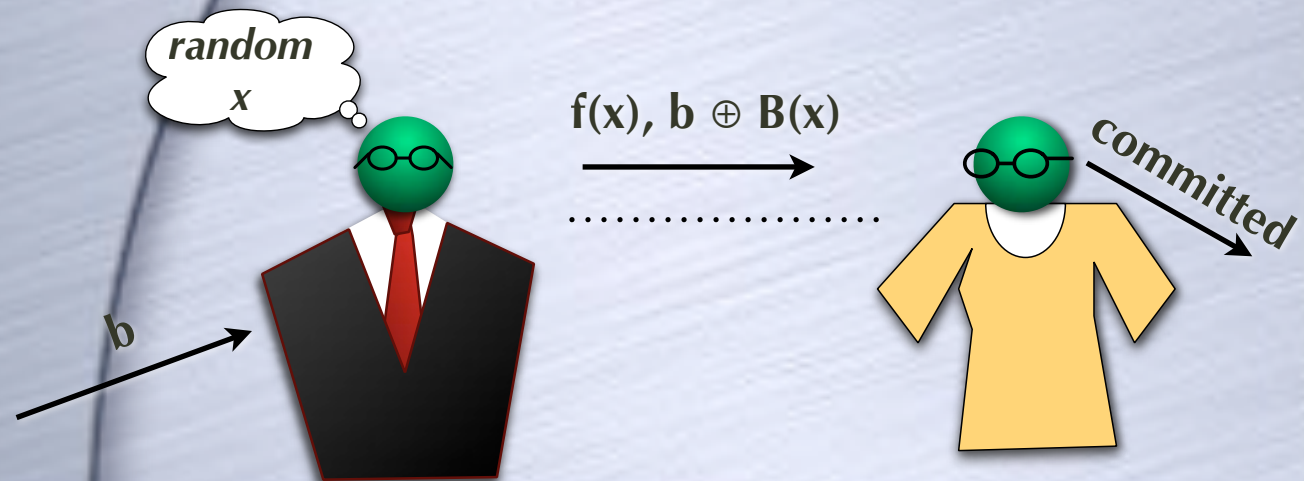 random
x
f(x), b ⊕ B(x)
committed
b